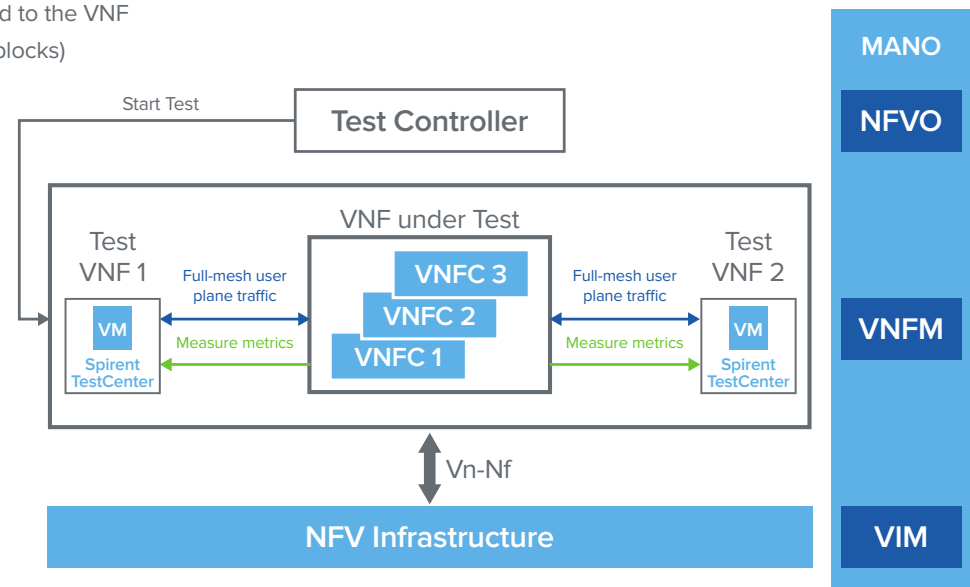 d to the VNF
blocks)
MANO
Start Test
Test Controller
NFVO
VNF under Test
Test
VNF 1
Full-mesh user
plane traffic
VNFC 3
VNFC 2
VNFC 1
Full-mesh user
plane traffic
Test
VNF 2
VM
Measure metrics
Measure metrics
VM
Spirent
TestCenter
Spirent
TestCenter
VNFM
Vn-Nf
NFV Infrastructure
VIM